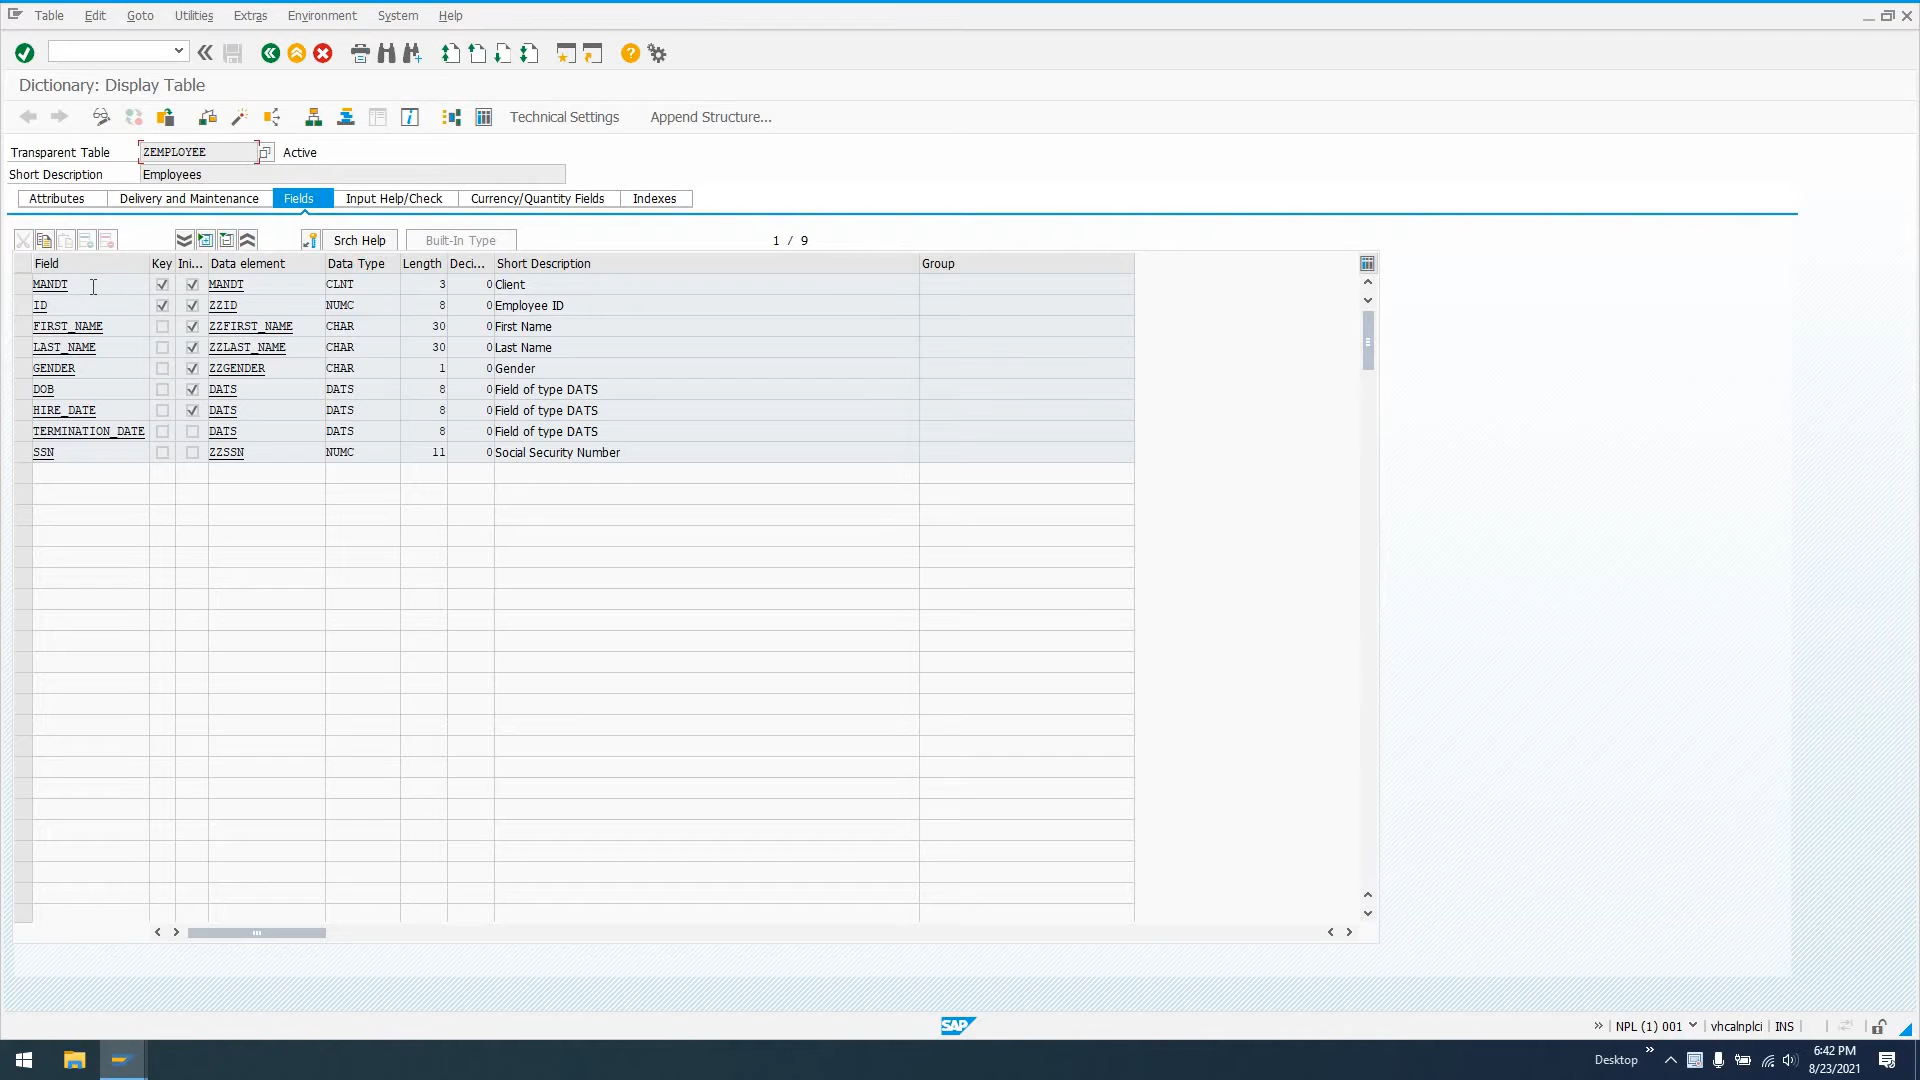 Table Edit Goto Utilities Extras Environment System Help
Dictionary: Display Table
Technical Settings Append Structure...
Transparent Table ZEMPLOYEE Active
Short Description Employees
Attributes Delivery and Maintenance Fields Input Help/Check Currency/Quantity Fields Indexes
Srch Help Built-In Type 1 / 9
Field Key Ini... Data element Data Type Length Deci... Short Description Group
MANDT MANDT CLNT 3 0 Client
ID ZZID NUMC 8 0 Employee ID
FIRST_NAME ZZFIRST_NAME CHAR 30 0 First Name
LAST_NAME ZZLAST_NAME CHAR 30 0 Last Name
GENDER ZZGENDER CHAR 1 0 Gender
DOB DATS DATS 8 0 Field of type DATS
HIRE_DATE DATS DATS 8 0 Field of type DATS
TERMINATION_DATE DATS DATS 8 0 Field of type DATS
SSN ZZSSN NUMC 11 0 Social Security Number
SAP
NPL (1) 001 vhcalnplci INS
Desktop
6:42 PM
8/23/2021